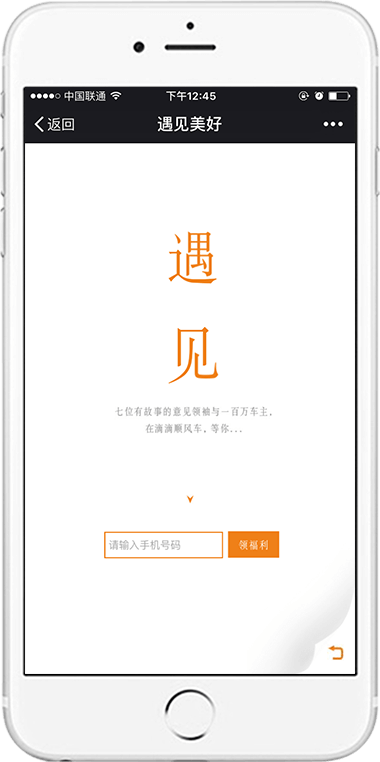 中国联通 下午12:45
返回 遇见美好
遇
见
七位有故事的意见领袖与一百万车主,
在滴滴顺风车, 等你...
请输入手机号码 领福利